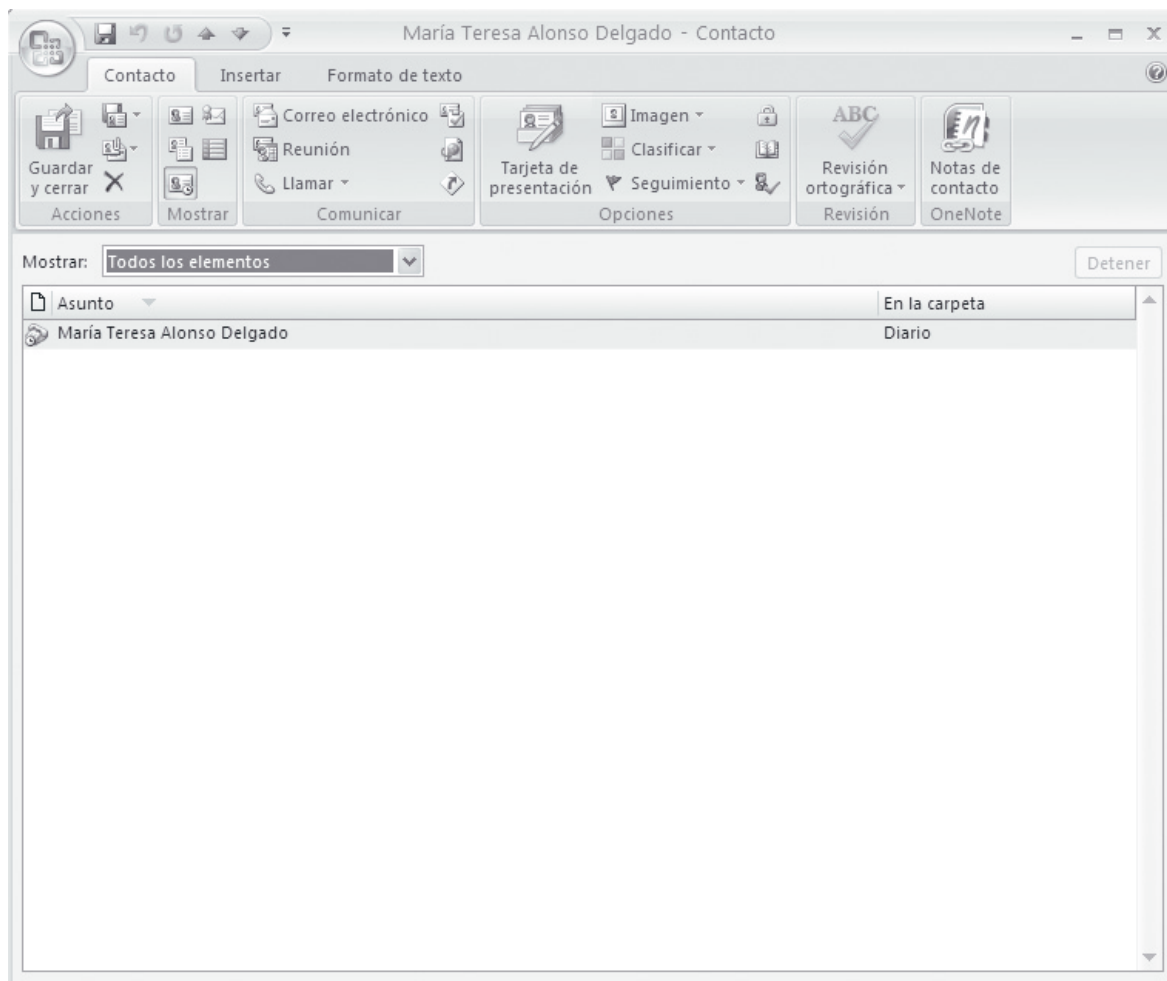 María Teresa Alonso Delgado - Contacto
Contacto Insertar Formato de texto
Guardar y cerrar
Acciones
Mostrar
Correo electrónico
Reunión
Llamar
Comunicar
Tarjeta de presentación
Imagen
Clasificar
Seguimiento
Opciones
ABC
Revisión ortográfica
Revisión
Notas de contacto
OneNote
Mostrar: Todos los elementos Detener
Asunto En la carpeta
María Teresa Alonso Delgado Diario